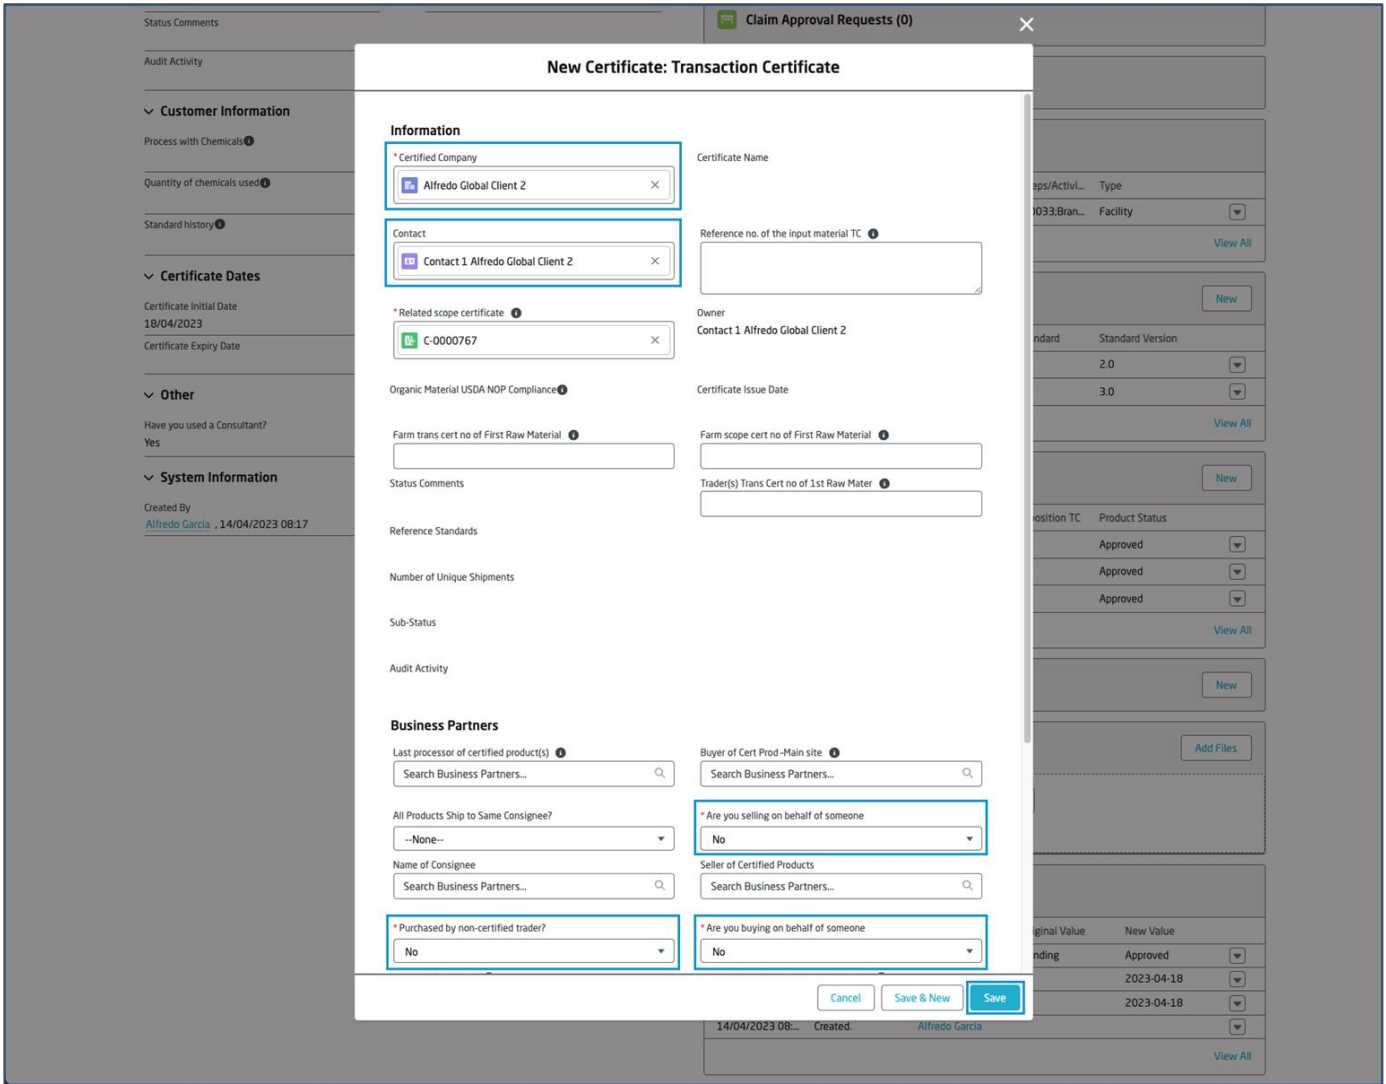 Status Comments
Audit Activity
Customer Information
Process with Chemicals
Quantity of chemicals used
Standard history
Certificate Dates
Certificate Initial Date
18/04/2023
Certificate Expiry Date
Other
Have you used a Consultant?
Yes
System Information
Created By
Alfredo Garcia , 14/04/2023 08:17
New Certificate: Transaction Certificate
Information
* Certified Company
Certificate Name
Alfredo Global Client 2
Contact
Reference no. of the input material TC
Contact 1 Alfredo Global Client 2
* Related scope certificate
Owner
C-0000767
Contact 1 Alfredo Global Client 2
Organic Material USDA NOP Compliance
Certificate Issue Date
Farm trans cert no of First Raw Material
Farm scope cert no of First Raw Material
Status Comments
Trader(s) Trans Cert no of 1st Raw Mater
Reference Standards
Number of Unique Shipments
Sub-Status
Audit Activity
Business Partners
Last processor of certified product(s)
Buyer of Cert Prod -Main site
Search Business Partners...
Search Business Partners...
All Products Ship to Same Consignee?
* Are you selling on behalf of someone
--None--
No
Name of Consignee
Seller of Certified Products
Search Business Partners...
Search Business Partners...
* Purchased by non-certified trader?
* Are you buying on behalf of someone
No
No
Cancel
Save & New
Save
Claim Approval Requests (0)
eps/Activi... Type
0033;Bran... Facility
View All
New
ndard Standard Version
2.0
3.0
View All
New
osition TC Product Status
Approved
Approved
Approved
View All
New
Add Files
iginal Value New Value
nding Approved
2023-04-18
2023-04-18
14/04/2023 08:... Created. Alfredo Garcia
View All